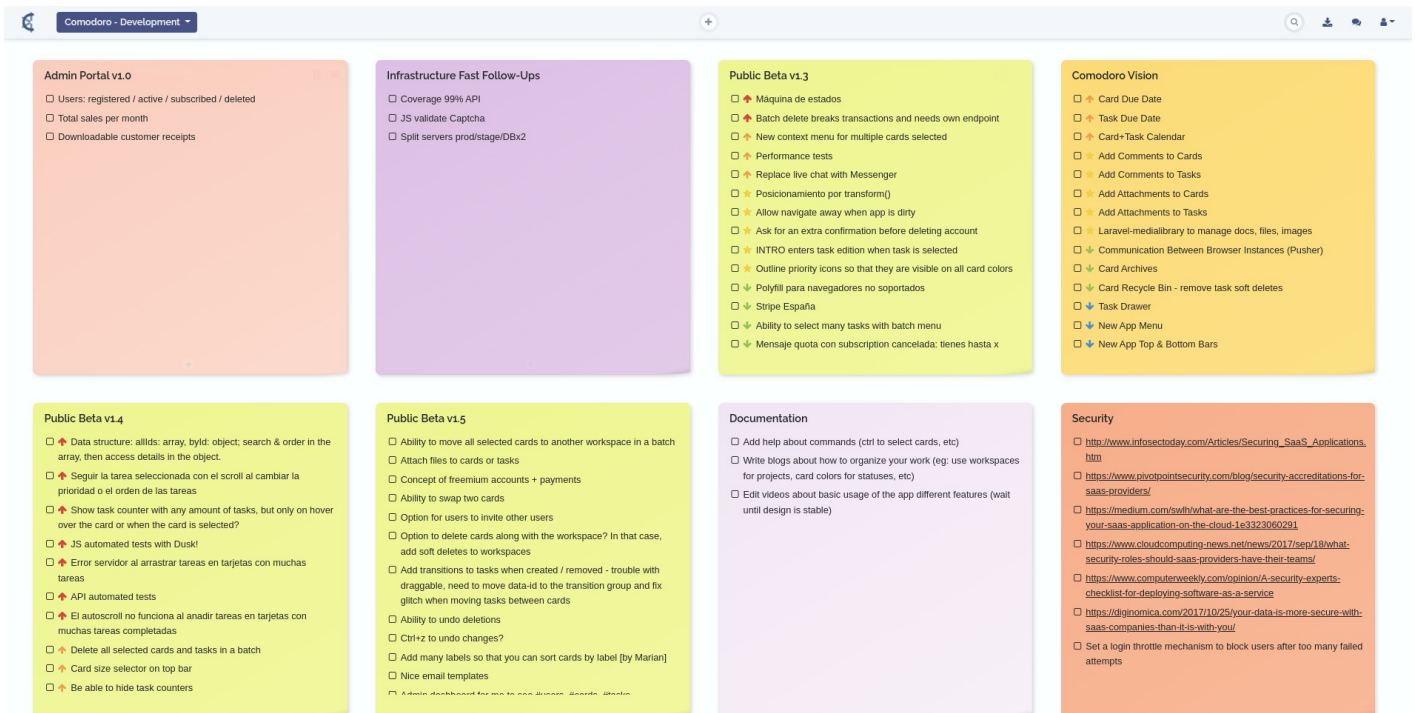 Comodoro - Development
Admin Portal v1.0
Users: registered / active / subscribed / deleted
Total sales per month
Downloadable customer receipts
Infrastructure Fast Follow-Ups
Coverage 99% API
JS validate Captcha
Split servers prod/stage/DBx2
Public Beta v1.3
Máquina de estados
Batch delete breaks transactions and needs own endpoint
New context menu for multiple cards selected
Performance tests
Replace live chat with Messenger
Posicionamiento por transform()
Allow navigate away when app is dirty
Ask for an extra confirmation before deleting account
INTRO enters task edition when task is selected
Outline priority icons so that they are visible on all card colors
Polyfill para navegadores no soportados
Stripe España
Ability to select many tasks with batch menu
Mensaje quota con subscription cancelada: tienes hasta x
Comodoro Vision
Card Due Date
Task Due Date
Card+Task Calendar
Add Comments to Cards
Add Comments to Tasks
Add Attachments to Cards
Add Attachments to Tasks
Laravel-medialibrary to manage docs, files, images
Communication Between Browser Instances (Pusher)
Card Archives
Card Recycle Bin - remove task soft deletes
Task Drawer
New App Menu
New App Top & Bottom Bars
Public Beta v1.4
Data structure: allIds: array, byId: object; search & order in the
array, then access details in the object.
Seguir la tarea seleccionada con el scroll al cambiar la
prioridad o el orden de las tareas
Show task counter with any amount of tasks, but only on hover
over the card or when the card is selected?
JS automated tests with Dusk!
Error servidor al arrastrar tareas en tarjetas con muchas
tareas
API automated tests
El autoscroll no funciona al anadir tareas en tarjetas con
muchas tareas completadas
Delete all selected cards and tasks in a batch
Card size selector on top bar
Be able to hide task counters
Public Beta v1.5
Ability to move all selected cards to another workspace in a batch
Attach files to cards or tasks
Concept of freemium accounts + payments
Ability to swap two cards
Option for users to invite other users
Option to delete cards along with the workspace? In that case,
add soft deletes to workspaces
Add transitions to tasks when created / removed - trouble with
draggable, need to move data-id to the transition group and fix
glitch when moving tasks between cards
Ability to undo deletions
Ctrl+z to undo changes?
Add many labels so that you can sort cards by label [by Marian]
Nice email templates
Admin dashboard for me to see #users, #cards, #tasks
Documentation
Add help about commands (ctrl to select cards, etc)
Write blogs about how to organize your work (eg: use workspaces
for projects, card colors for statuses, etc)
Edit videos about basic usage of the app different features (wait
until design is stable)
Security
http://www.infosectoday.com/Articles/Securing_SaaS_Applications.
htm
https://www.pivotpointsecurity.com/blog/security-accreditations-for-
saas-providers/
https://medium.com/swlh/what-are-the-best-practices-for-securing-
your-saas-application-on-the-cloud-1e3323060291
https://www.cloudcomputing-news.net/news/2017/sep/18/what-
security-roles-should-saas-providers-have-their-teams/
https://www.computerweekly.com/opinion/A-security-experts-
checklist-for-deploying-software-as-a-service
https://diginomica.com/2017/10/25/your-data-is-more-secure-with-
saas-companies-than-it-is-with-you/
Set a login throttle mechanism to block users after too many failed
attempts